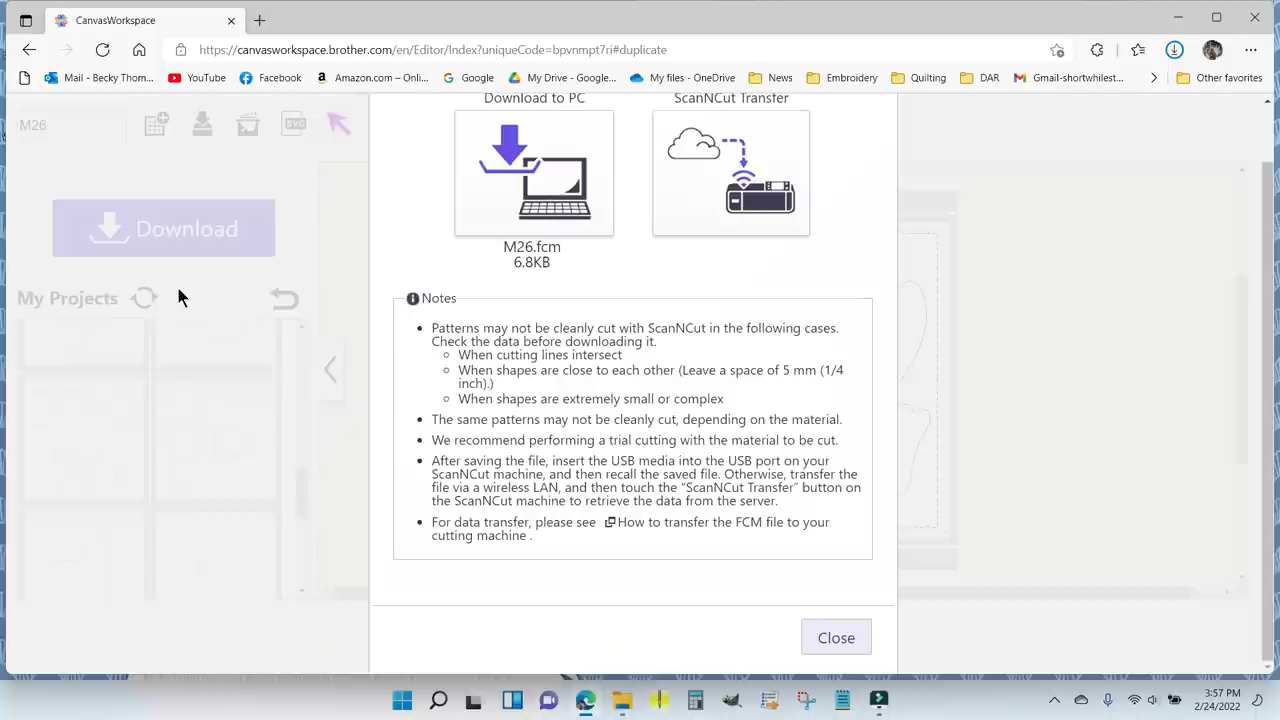 CanvasWorkspace
https://canvasworkspace.brother.com/en/Editor/Index?uniqueCode=bpvnmpt7ri#duplicate
Mail - Becky Thom... YouTube Facebook Amazon.com – Onli... Google My Drive - Google... My files - OneDrive News Embroidery Quilting DAR Gmail-shortwhilest... Other favorites
M26
SVG
Download to PC
ScanNCut Transfer
Download
M26.fcm
6.8KB
My Projects
Notes
Patterns may not be cleanly cut with ScanNCut in the following cases.
Check the data before downloading it.
When cutting lines intersect
When shapes are close to each other (Leave a space of 5 mm (1/4
inch).)
When shapes are extremely small or complex
The same patterns may not be cleanly cut, depending on the material.
We recommend performing a trial cutting with the material to be cut.
After saving the file, insert the USB media into the USB port on your
ScanNCut machine, and then recall the saved file. Otherwise, transfer the
file via a wireless LAN, and then touch the “ScanNCut Transfer” button on
the ScanNCut machine to retrieve the data from the server.
For data transfer, please see How to transfer the FCM file to your
cutting machine .
Close
3:57 PM
2/24/2022